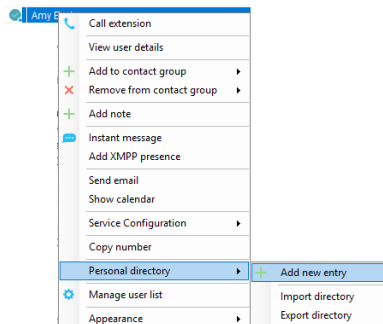 Amy
Call extension
View user details
Add to contact group
Remove from contact group
Add note
Instant message
Add XMPP presence
Send email
Show calendar
Service Configuration
Copy number
Personal directory
Add new entry
Manage user list
Import directory
Appearance
Export directory